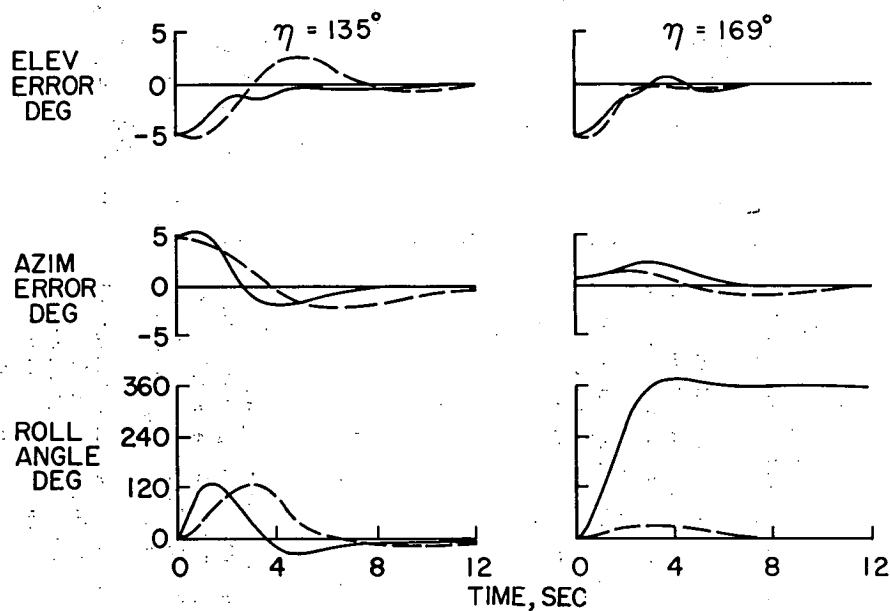 η = 135°
η = 169°
ELEV
ERROR
DEG
5
0
-5
AZIM
ERROR
DEG
5
0
-5
ROLL
ANGLE
DEG
360
240
120
0
0 4 8 12
0 4 8 12
TIME, SEC